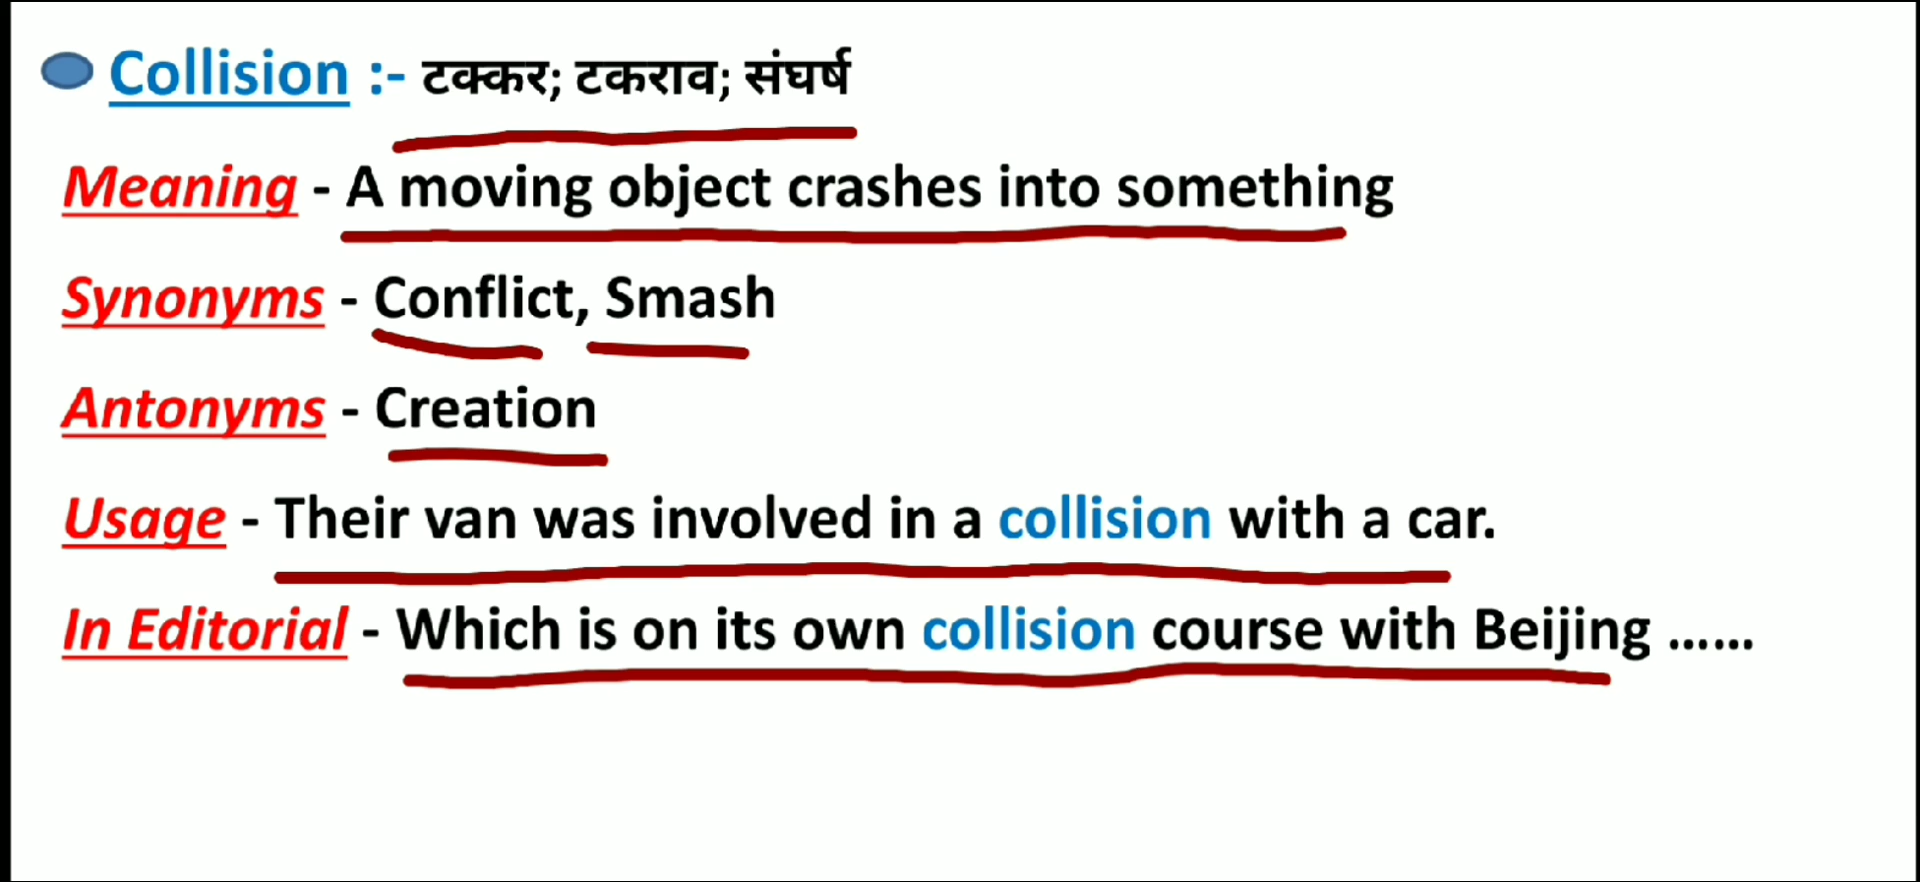 Collision :- टक्कर; टकराव; संघर्ष
Meaning - A moving object crashes into something
Synonyms - Conflict, Smash
Antonyms - Creation
Usage - Their van was involved in a collision with a car.
In Editorial - Which is on its own collision course with Beijing ......